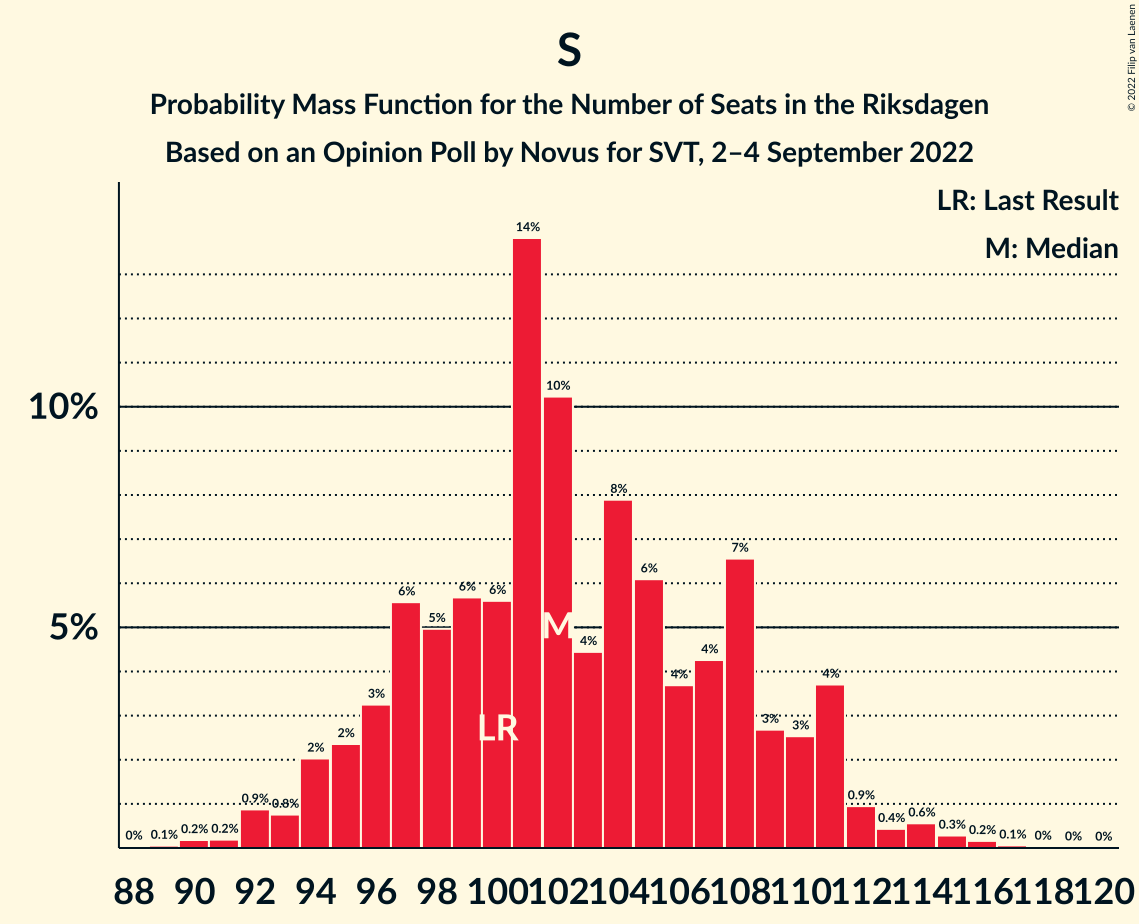 © 2022 Filip van Laenen
S
Probability Mass Function for the Number of Seats in the Riksdagen
Based on an Opinion Poll by Novus for SVT, 2–4 September 2022
LR: Last Result
M: Median
10%
5%
0% 0.1% 0.2% 0.2% 0.9% 0.8% 2% 2% 3% 6% 5% 6% 6% 14% 10% 4% 8% 6% 4% 4% 7% 3% 3% 4% 0.9% 0.4% 0.6% 0.3% 0.2% 0.1% 0% 0% 0%
M
LR
88 90 92 94 96 98 100 102 104 106 108 110 112 114 116 118 120